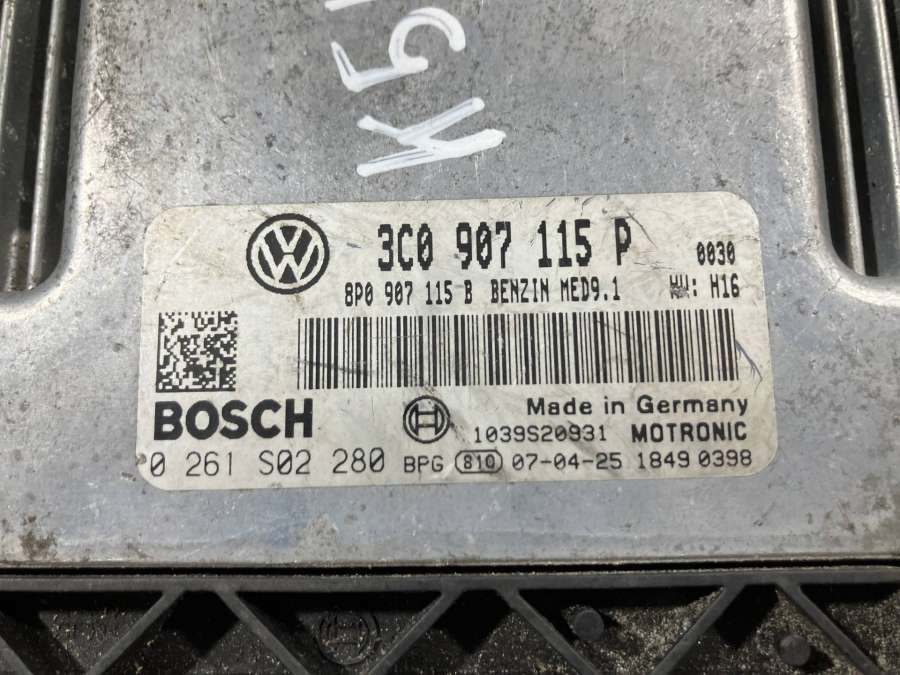 K5
3C0 907 115 P 0030
8P0 907 115 B BENZIN MED9.1 HW: H16
BOSCH
Made in Germany
1039S20931 MOTRONIC
0 261 S02 280 BPG 810 07-04-25 1849 0398